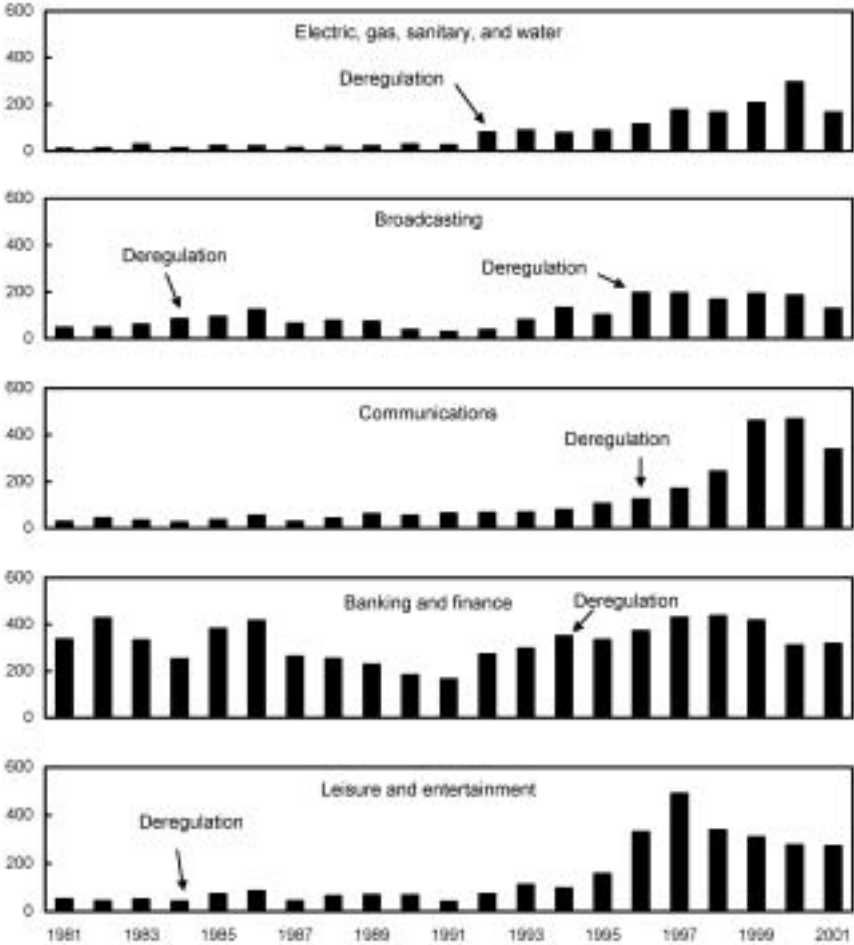 600
Electric, gas, sanitary, and water
Deregulation
400
200
0
600
Broadcasting
Deregulation
Deregulation
400
200
0
600
Communications
Deregulation
400
200
0
600
Banking and finance
Deregulation
400
200
0
600
Leisure and entertainment
Deregulation
400
200
0
1981 1983 1985 1987 1989 1991 1993 1995 1997 1999 2001